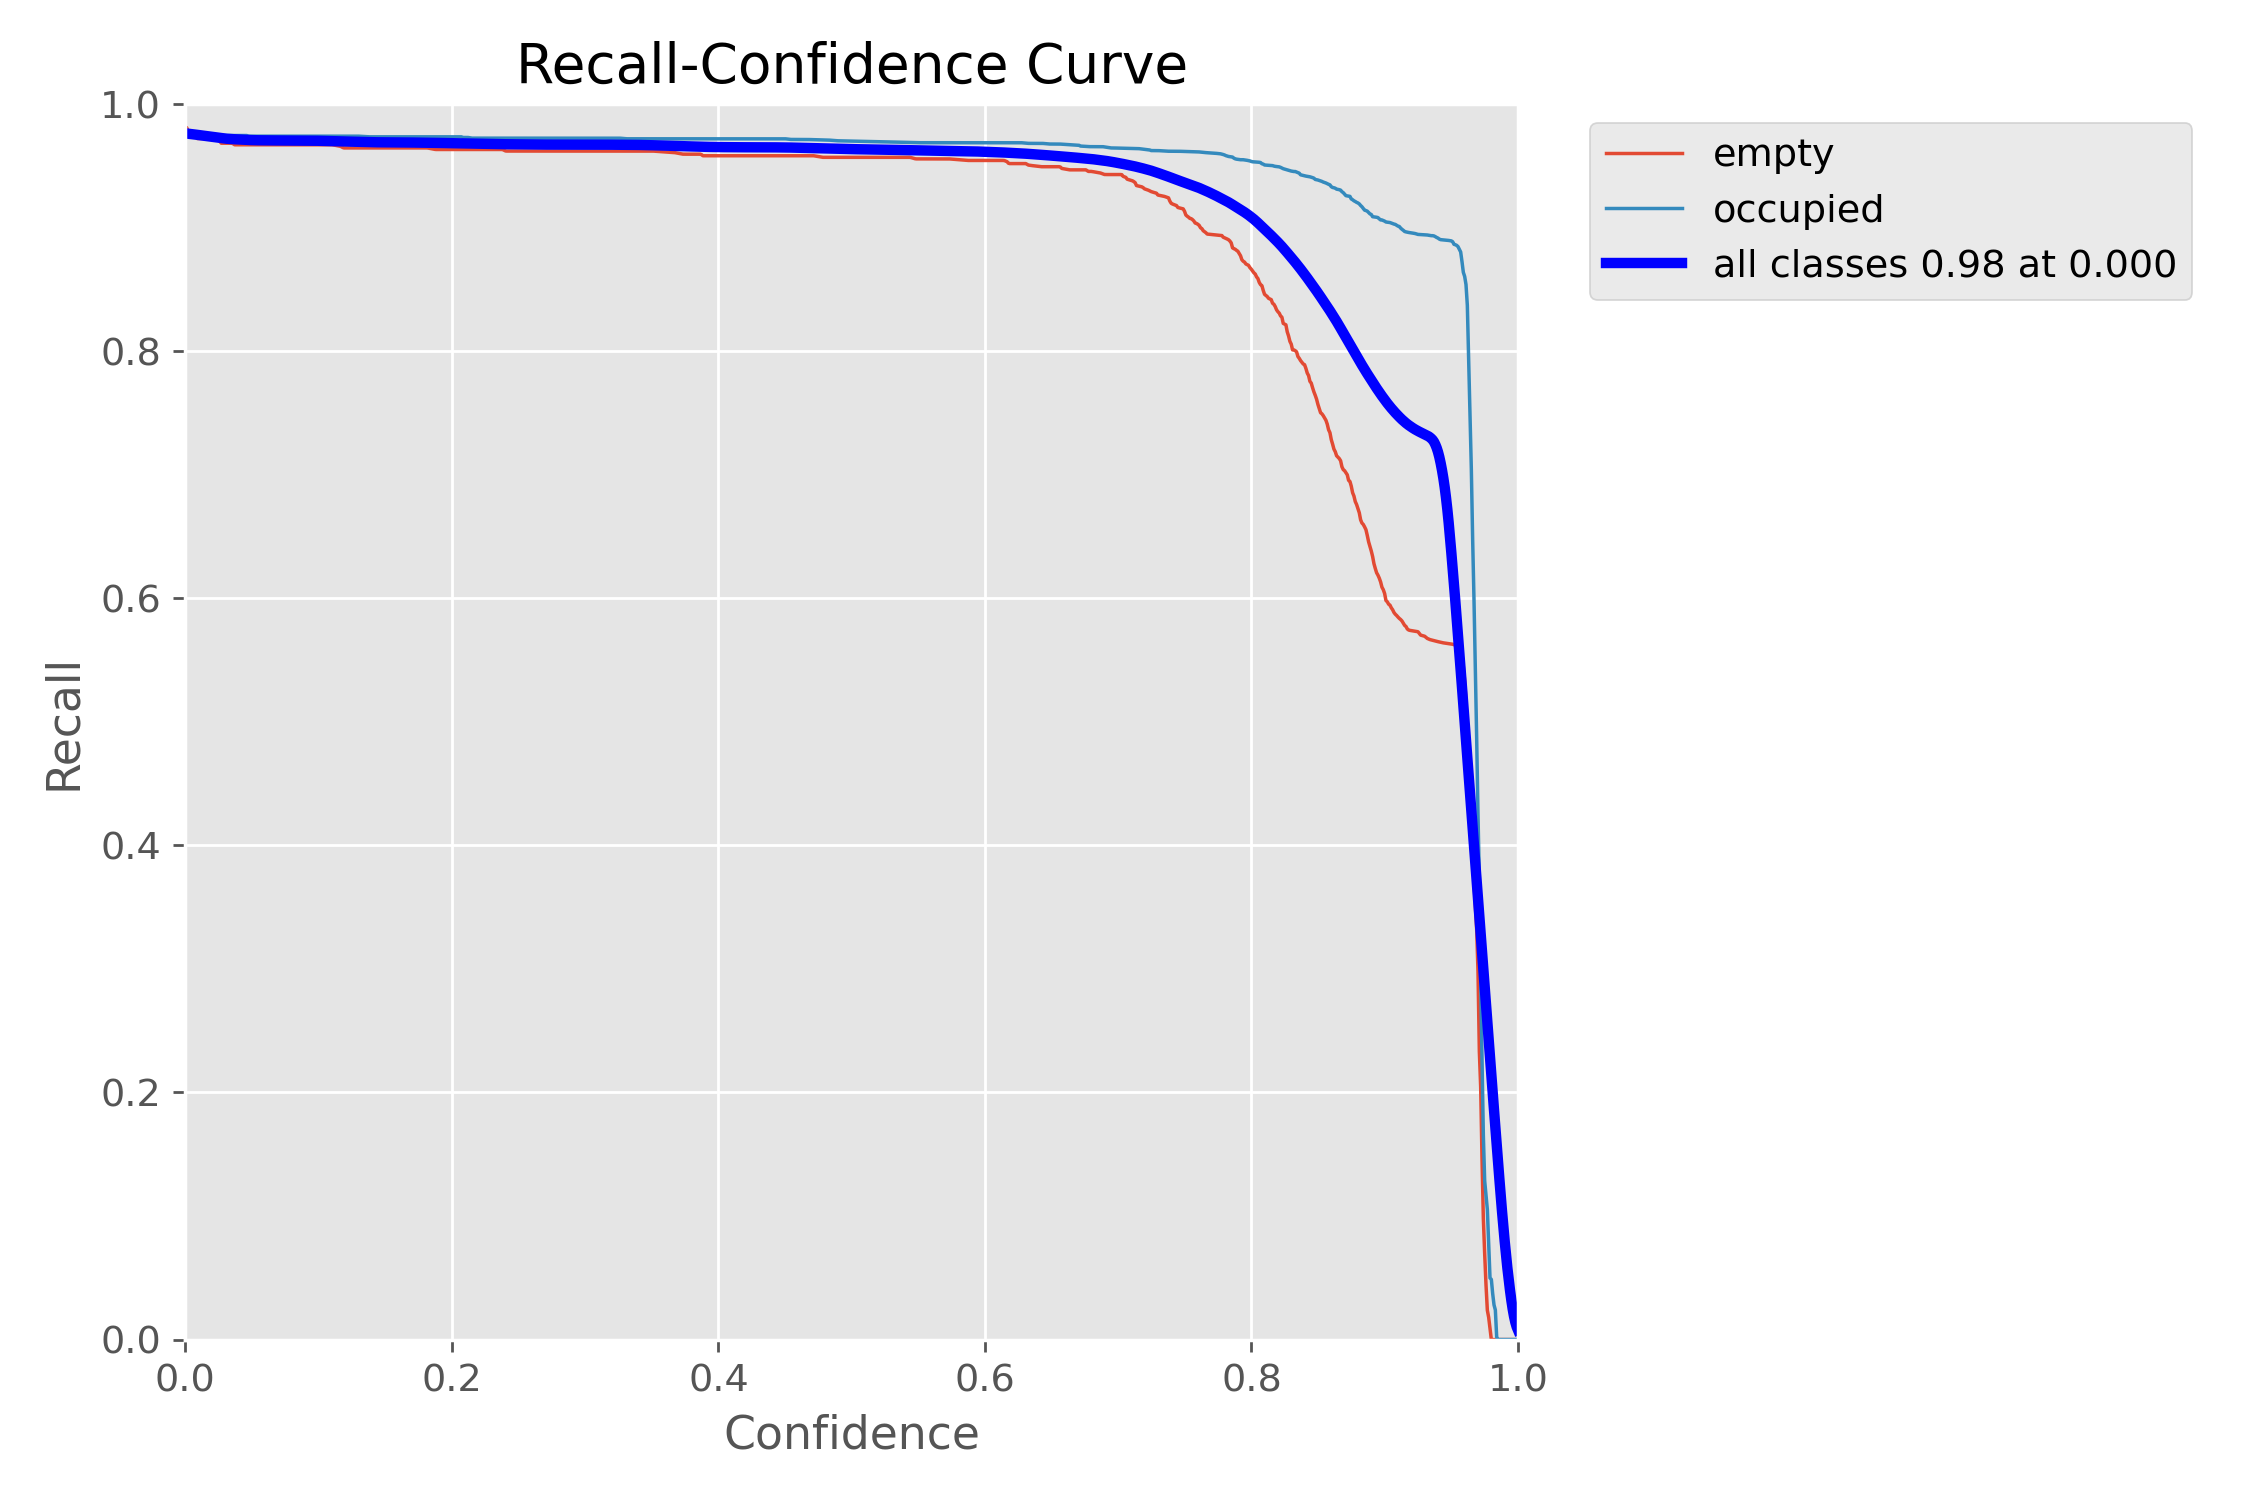 Recall-Confidence Curve
1.0
0.8
0.6
0.4
0.2
0.0
Recall
0.0 0.2 0.4 0.6 0.8 1.0
Confidence
empty
occupied
all classes 0.98 at 0.000